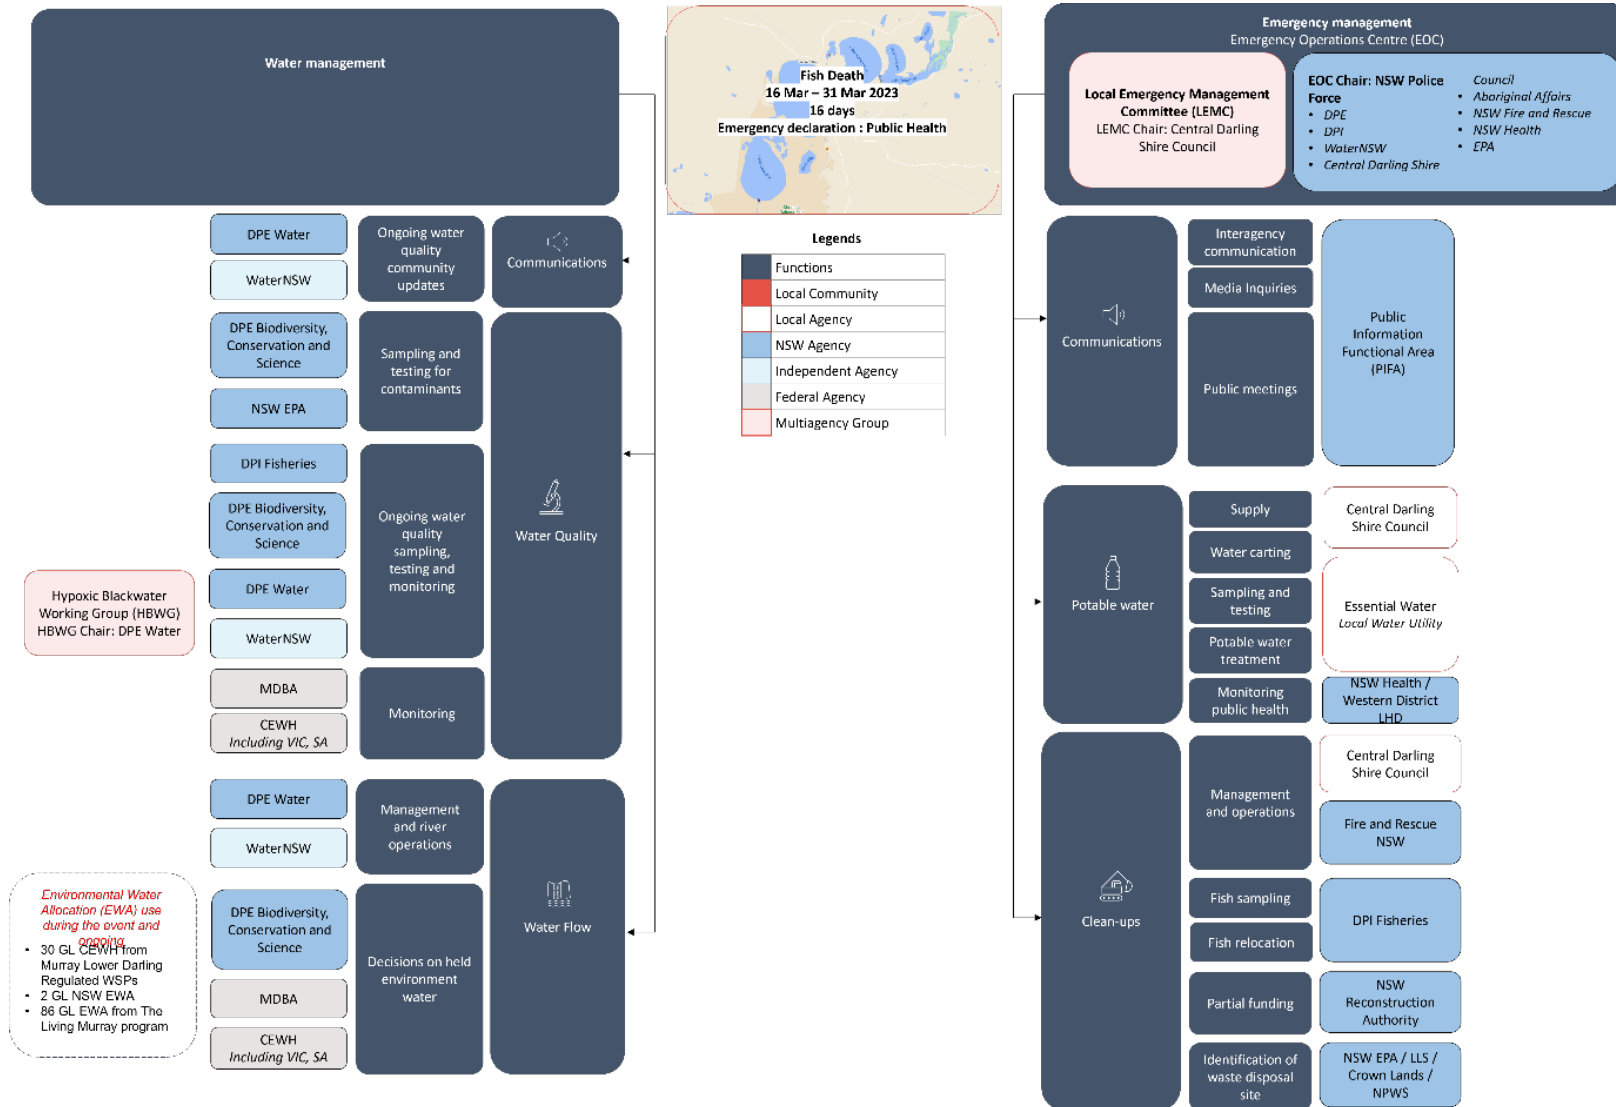 Water management
Fish Death
16 Mar – 31 Mar 2023
16 days
Emergency declaration : Public Health
Emergency management
Emergency Operations Centre (EOC)
Local Emergency Management
Committee (LEMC)
LEMC Chair: Central Darling
Shire Council
EOC Chair: NSW Police
Force
• DPE
• DPI
• WaterNSW
• Central Darling Shire
Council
• Aboriginal Affairs
• NSW Fire and Rescue
• NSW Health
• EPA
Legends
Functions
Local Community
Local Agency
NSW Agency
Independent Agency
Federal Agency
Multiagency Group
DPE Water
WaterNSW
Ongoing water
quality
community
updates
Communications
DPE Biodiversity,
Conservation and
Science
NSW EPA
Sampling and
testing for
contaminants
DPI Fisheries
DPE Biodiversity,
Conservation and
Science
DPE Water
WaterNSW
Ongoing water
quality
sampling,
testing and
monitoring
Water Quality
Hypoxic Blackwater
Working Group (HBWG)
HBWG Chair: DPE Water
MDBA
CEWH
Including VIC, SA
Monitoring
DPE Water
WaterNSW
Management
and river
operations
Water Flow
Environmental Water
Allocation (EWA) use
during the event and
ongoing
• 30 GL CEWH from
Murray Lower Darling
Regulated WSPs
• 2 GL NSW EWA
• 86 GL EWA from The
Living Murray program
DPE Biodiversity,
Conservation and
Science
MDBA
CEWH
Including VIC, SA
Decisions on held
environment
water
Communications
Interagency
communication
Media Inquiries
Public meetings
Public
Information
Functional Area
(PIFA)
Potable water
Supply
Water carting
Sampling and
testing
Potable water
treatment
Monitoring
public health
Central Darling
Shire Council
Essential Water
Local Water Utility
NSW Health /
Western District
LHD
Clean-ups
Management
and operations
Central Darling
Shire Council
Fire and Rescue
NSW
Fish sampling
Fish relocation
DPI Fisheries
Partial funding
NSW
Reconstruction
Authority
Identification of
waste disposal
site
NSW EPA / LLS /
Crown Lands /
NPWS